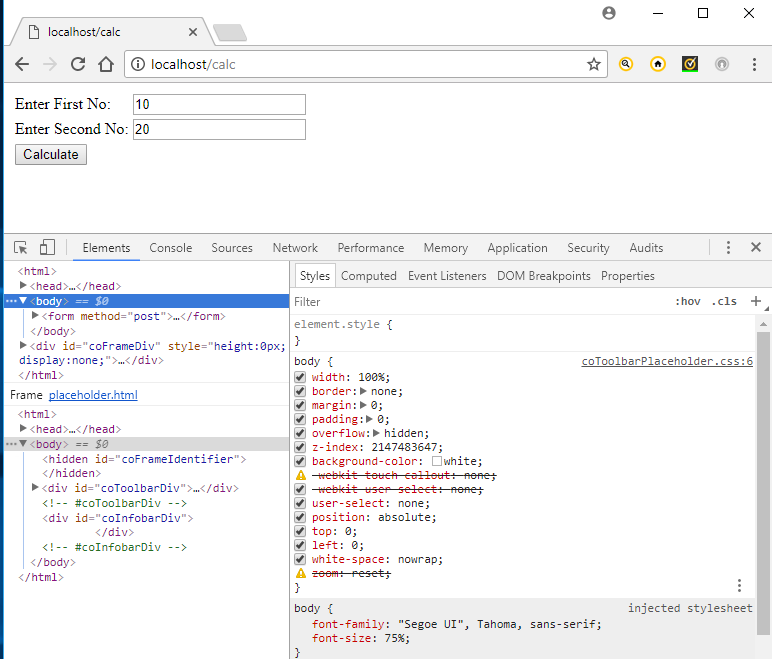 localhost/calc
localhost/calc
Enter First No: 10
Enter Second No: 20
Calculate
Elements Console Sources Network Performance Memory Application Security Audits
<html>
<head>…</head>
<body> == $0
<form method="post">…</form>
</body>
<div id="coFrameDiv" style="height:0px;
display:none;">…</div>
</html>
Frame placeholder.html
<html>
<head>…</head>
<body> == $0
<hidden id="coFrameIdentifier">
</hidden>
<div id="coToolbarDiv">…</div>
<!-- #coToolbarDiv -->
<div id="coInfobarDiv">
</div>
<!-- #coInfobarDiv -->
</body>
</html>
Styles Computed Event Listeners DOM Breakpoints Properties
Filter :hov .cls +
element.style {
}
body { coToolbarPlaceholder.css:6
width: 100%;
border: none;
margin: 0;
padding: 0;
overflow: hidden;
z-index: 2147483647;
background-color: white;
-webkit-touch-callout: none;
-webkit-user-select: none;
user-select: none;
position: absolute;
top: 0;
left: 0;
white-space: nowrap;
zoom: reset;
}
body { injected stylesheet
font-family: "Segoe UI", Tahoma, sans-serif;
font-size: 75%;
}